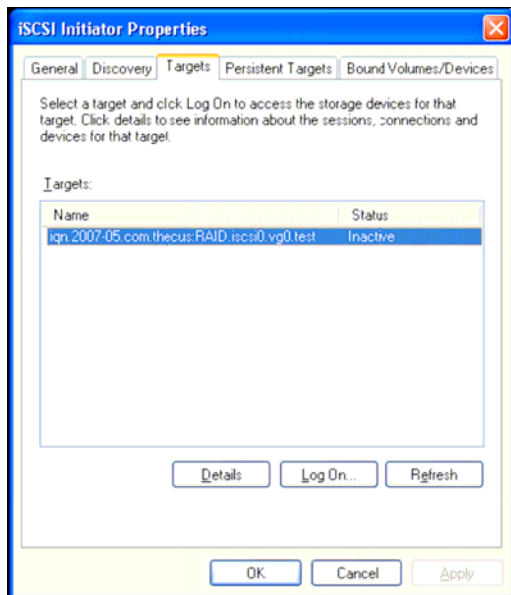 iSCSI Initiator Properties
General Discovery Targets Persistent Targets Bound Volumes/Devices
Select a target and clck Log On to access the storage devices for that
target. Click details to see information about the sessions, connections and
devices for that target.
Targets:
Name Status
iqn.2007-05.com.thecus:RAID.iscsi0.vg0.test Inactive
Details Log On... Refresh
OK Cancel Apply